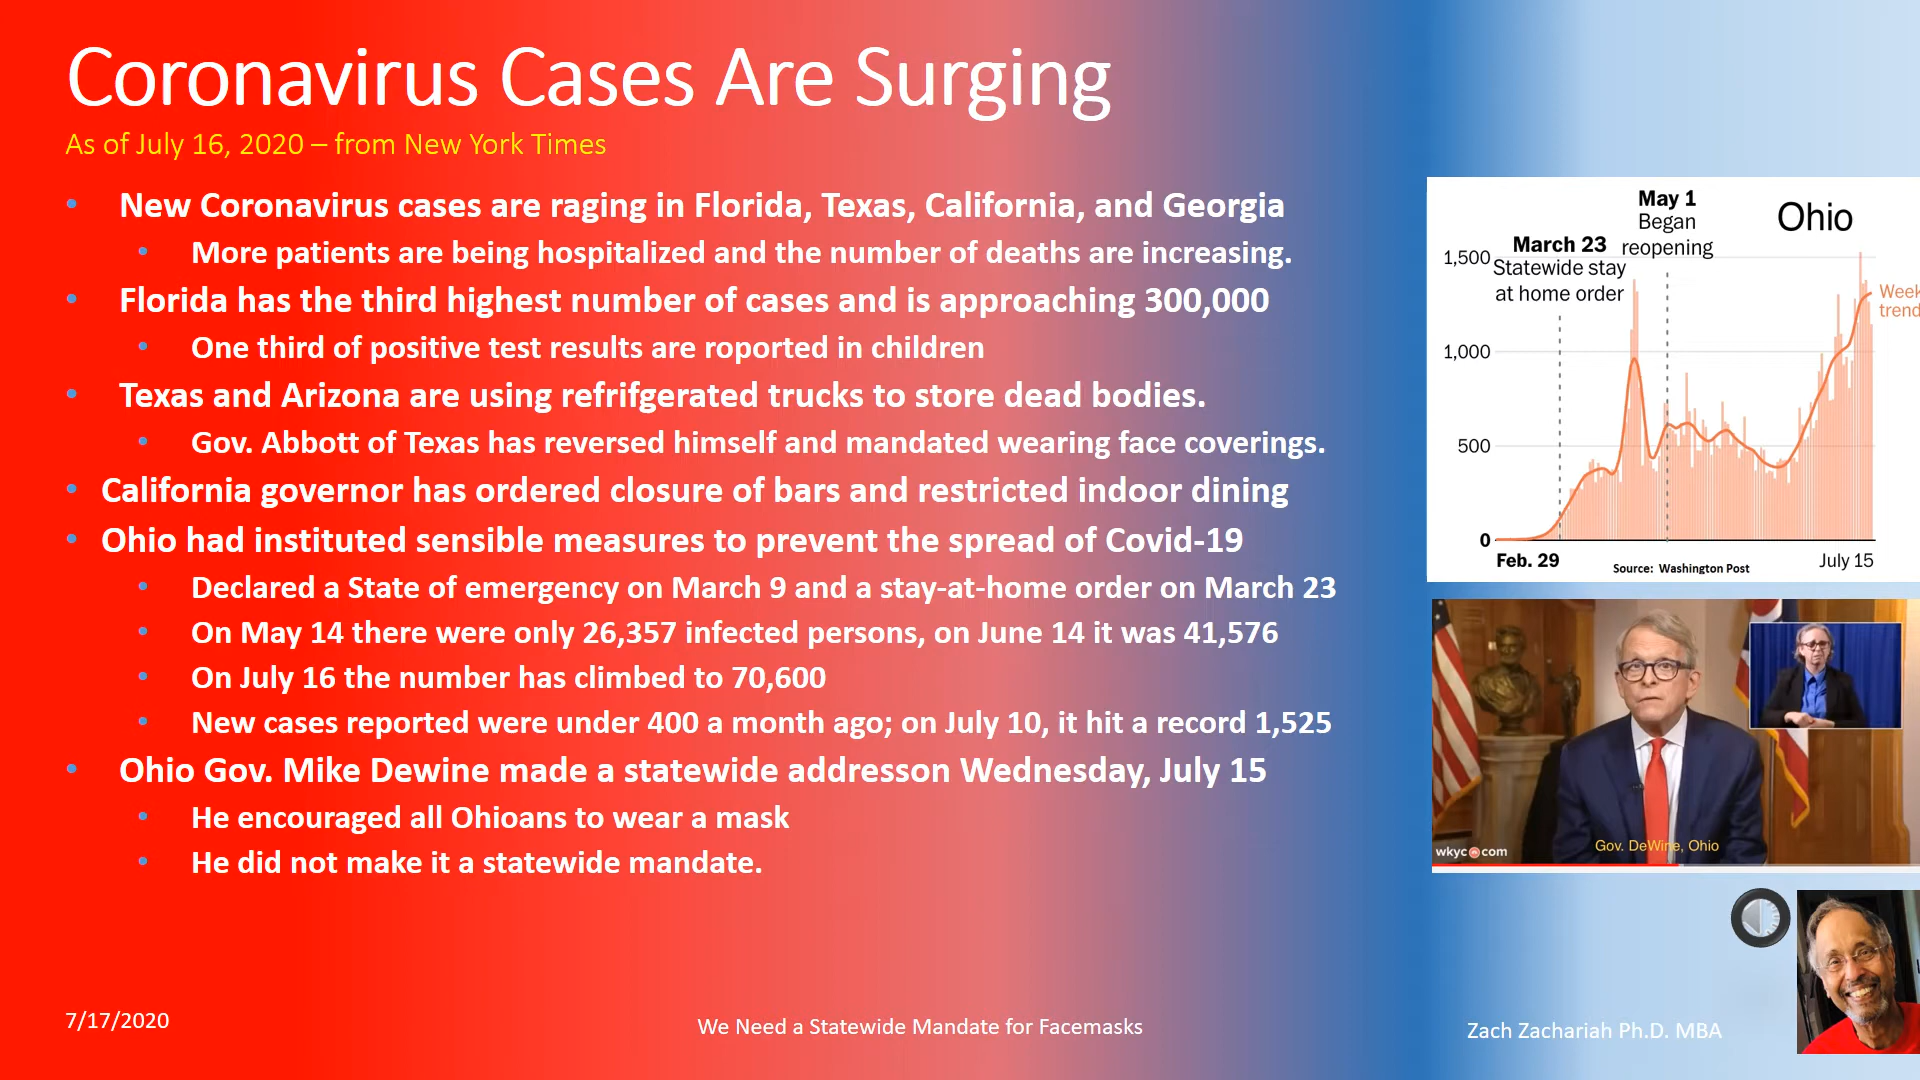 Coronavirus Cases Are Surging
As of July 16, 2020 – from New York Times
• New Coronavirus cases are raging in Florida, Texas, California, and Georgia
• More patients are being hospitalized and the number of deaths are increasing.
• Florida has the third highest number of cases and is approaching 300,000
• One third of positive test results are roported in children
• Texas and Arizona are using refrifgerated trucks to store dead bodies.
• Gov. Abbott of Texas has reversed himself and mandated wearing face coverings.
• California governor has ordered closure of bars and restricted indoor dining
• Ohio had instituted sensible measures to prevent the spread of Covid-19
• Declared a State of emergency on March 9 and a stay-at-home order on March 23
• On May 14 there were only 26,357 infected persons, on June 14 it was 41,576
• On July 16 the number has climbed to 70,600
• New cases reported were under 400 a month ago; on July 10, it hit a record 1,525
• Ohio Gov. Mike Dewine made a statewide addresson Wednesday, July 15
• He encouraged all Ohioans to wear a mask
• He did not make it a statewide mandate.
Ohio
May 1
Began
reopening
March 23
Statewide stay
at home order
1,500
1,000
500
0
Week
trend
Feb. 29
July 15
Source: Washington Post
Gov. DeWine, Ohio
wkyc.com
7/17/2020
We Need a Statewide Mandate for Facemasks
Zach Zachariah Ph.D. MBA